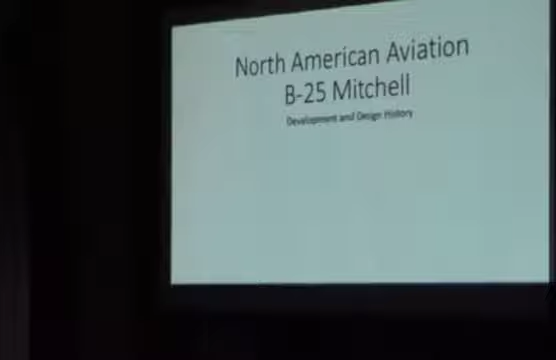 North American Aviation
B-25 Mitchell
Development and Design History